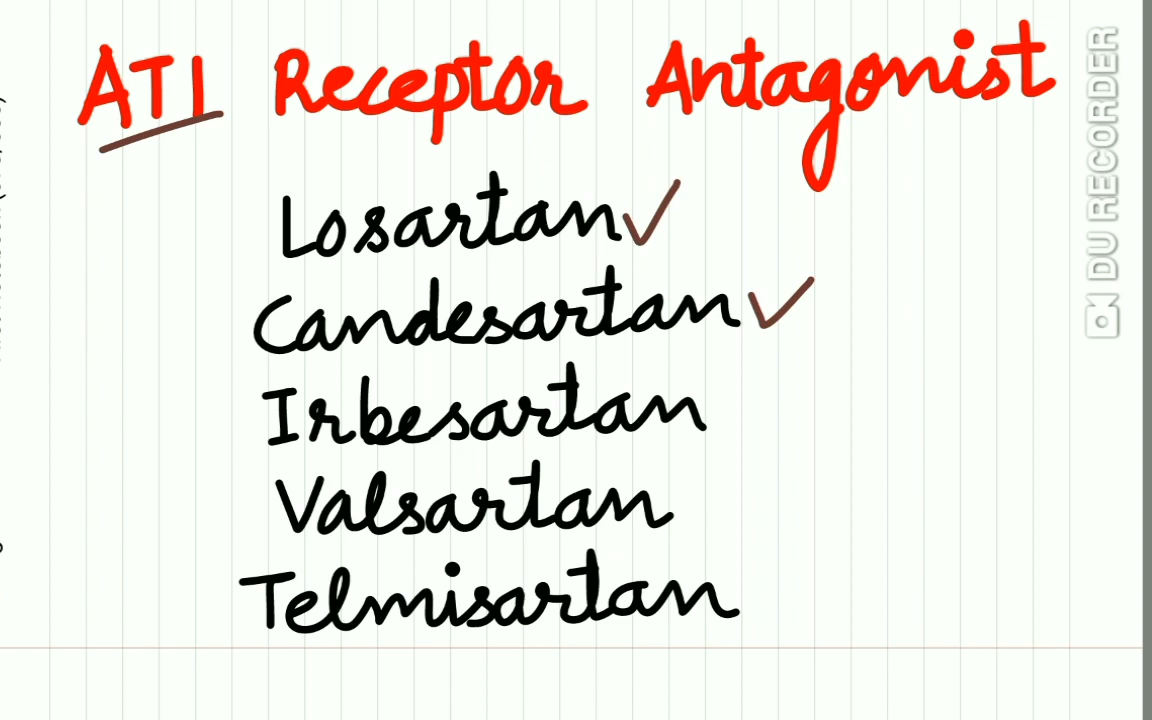 AT1 Receptor Antagonist
Losartan ✓
Candesartan ✓
Irbesartan
Valsartan
Telmisartan
DU RECORDER